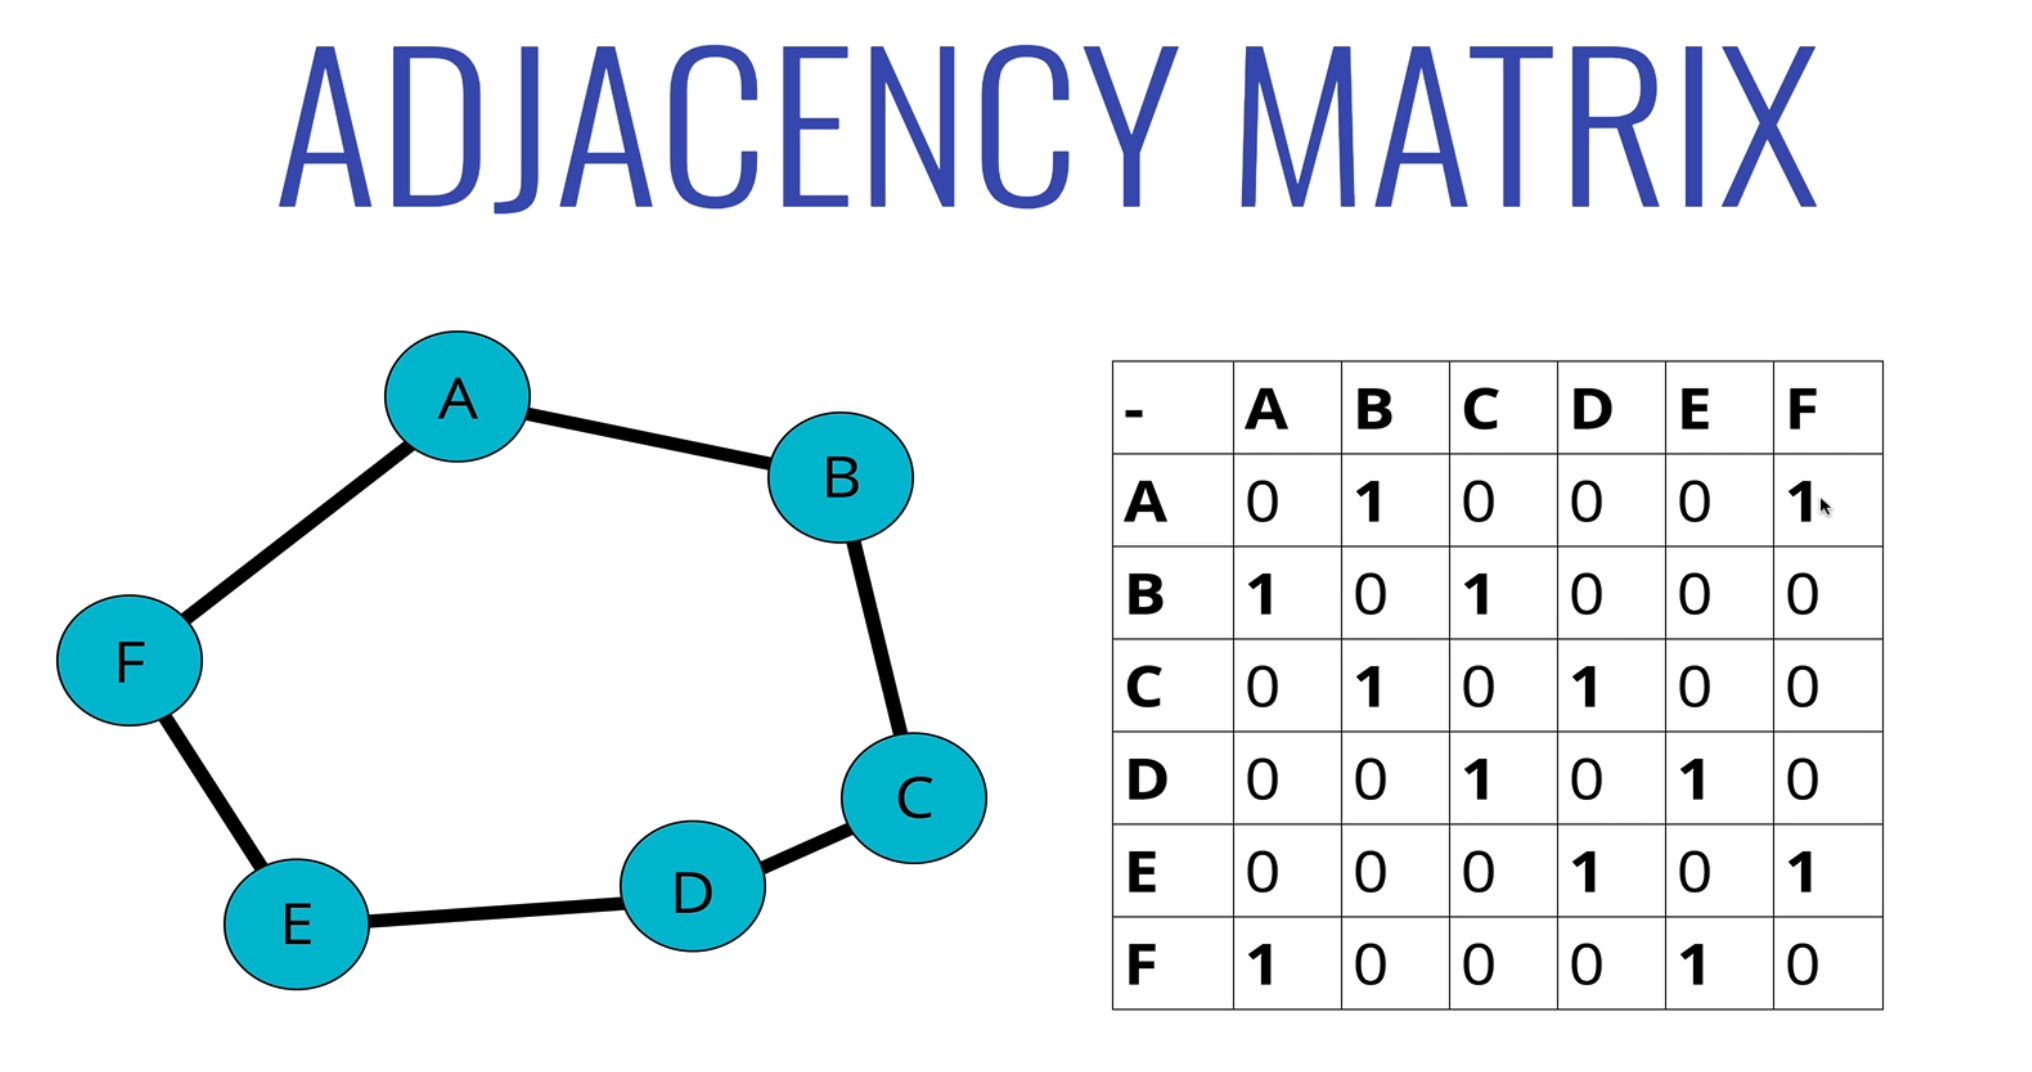 ADJACENCY MATRIX
A
B
F
C
D
E
- A B C D E F
A 0 1 0 0 0 1
B 1 0 1 0 0 0
C 0 1 0 1 0 0
D 0 0 1 0 1 0
E 0 0 0 1 0 1
F 1 0 0 0 1 0